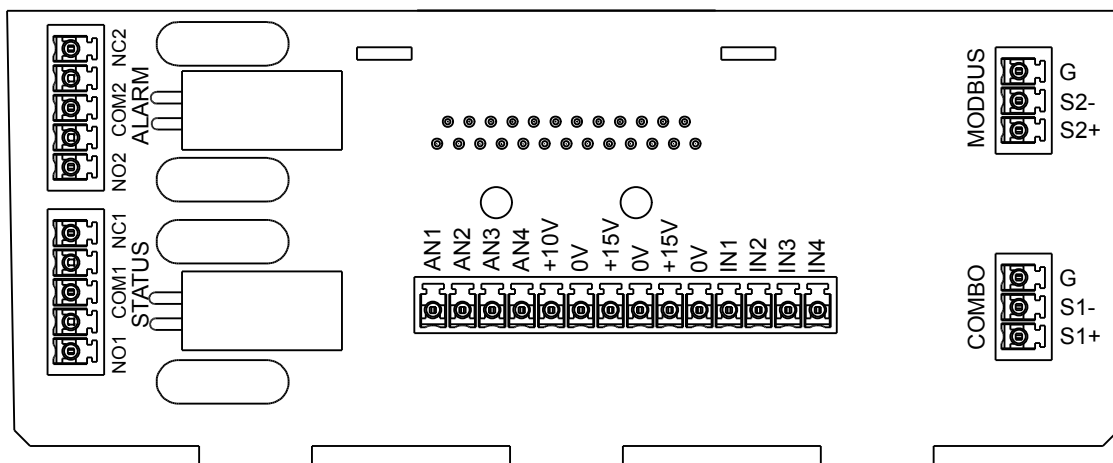 NC2
COM2
NO2
ALARM
NC1
COM1
NO1
STATUS
AN1
AN2
AN3
AN4
+10V
0V
+15V
0V
+15V
0V
IN1
IN2
IN3
IN4
MODBUS
G
S2-
S2+
COMBO
G
S1-
S1+